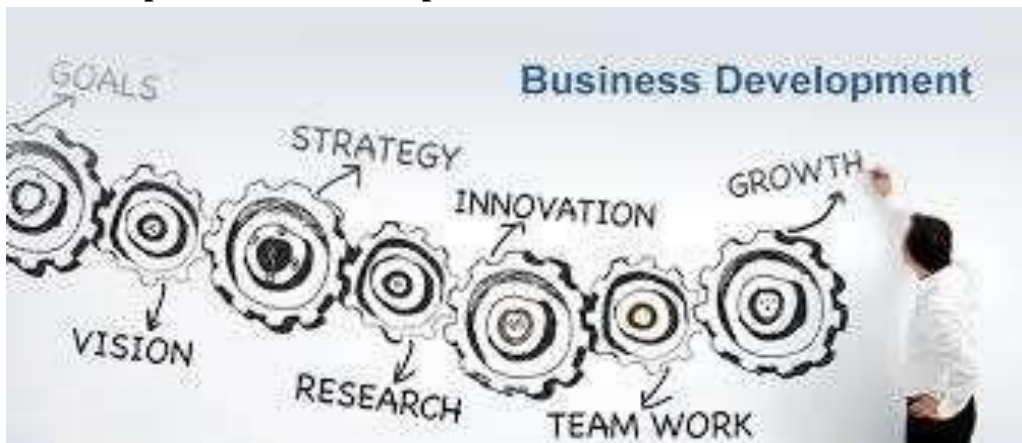 Business Development
GOALS
VISION
STRATEGY
RESEARCH
INNOVATION
TEAM WORK
GROWTH